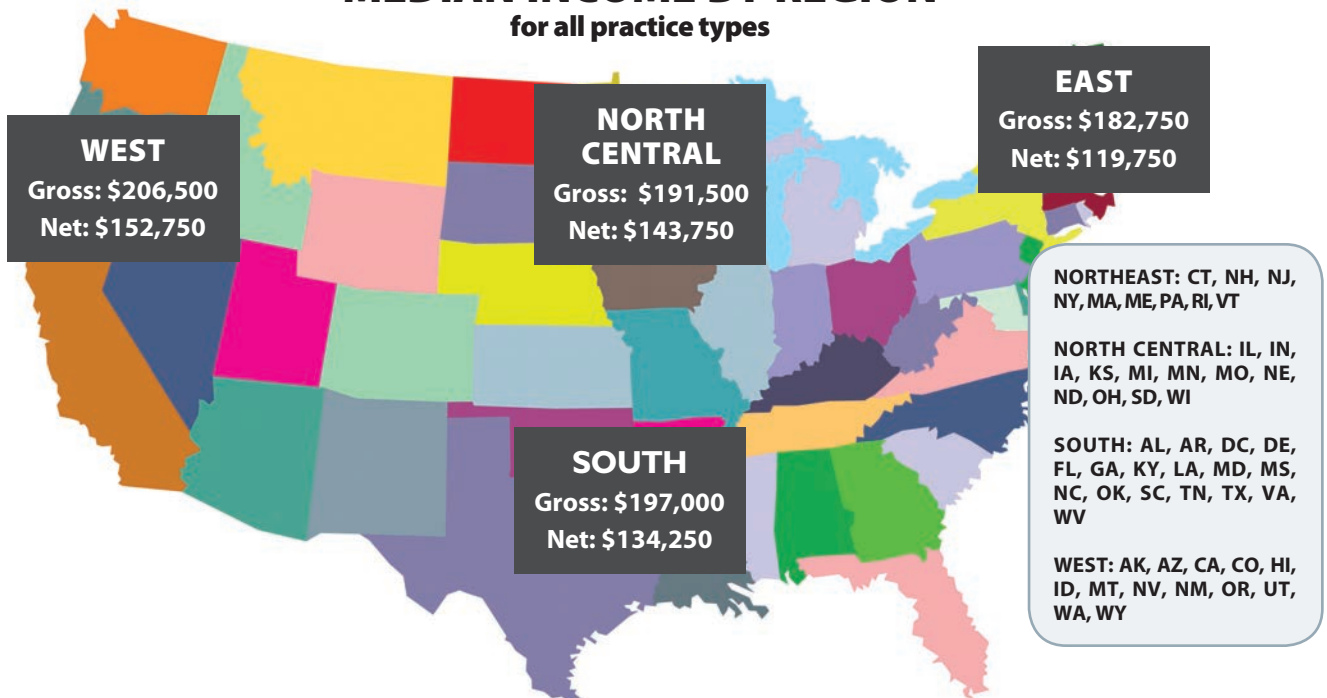 MEDIAN INCOME BY REGION
for all practice types
WEST
Gross: $206,500
Net: $152,750
NORTH
CENTRAL
Gross: $191,500
Net: $143,750
EAST
Gross: $182,750
Net: $119,750
SOUTH
Gross: $197,000
Net: $134,250
NORTHEAST: CT, NH, NJ,
NY, MA, ME, PA, RI, VT
NORTH CENTRAL: IL, IN,
IA, KS, MI, MN, MO, NE,
ND, OH, SD, WI
SOUTH: AL, AR, DC, DE,
FL, GA, KY, LA, MD, MS,
NC, OK, SC, TN, TX, VA,
WV
WEST: AK, AZ, CA, CO, HI,
ID, MT, NV, NM, OR, UT,
WA, WY